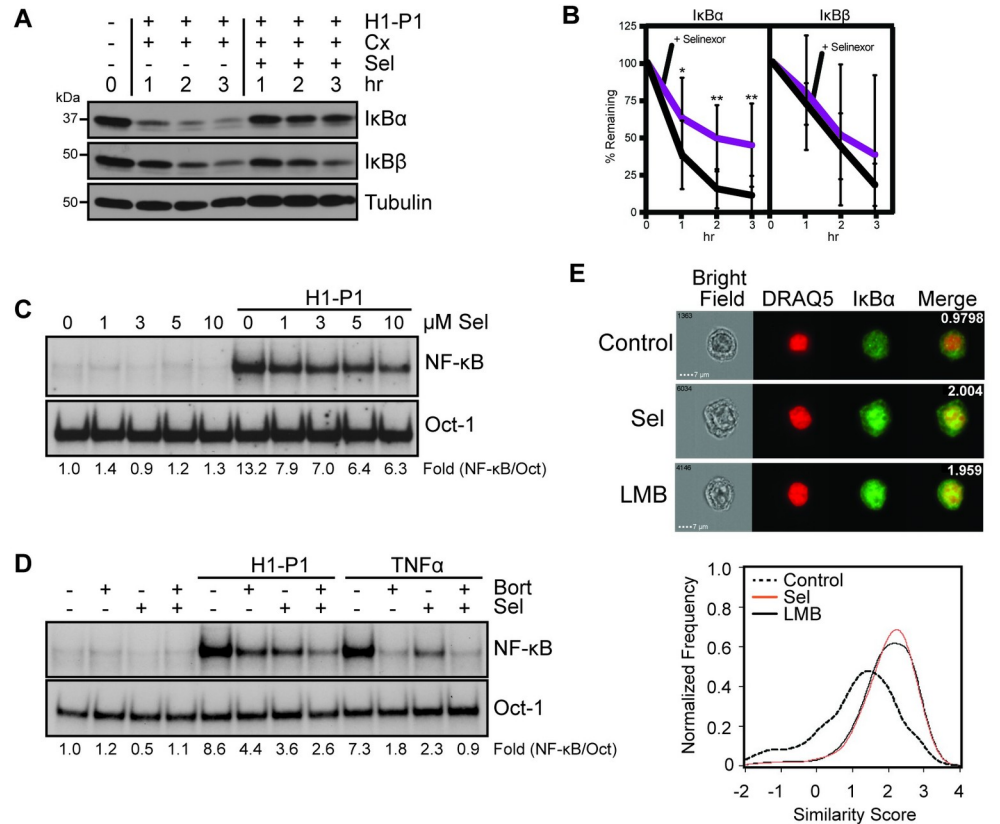 A
- + + + + + + H1-P1
- + + + + + + Cx
- - - - + + + Sel
0 1 2 3 1 2 3 hr
kDa
37 IκBα
50 IκBβ
50 Tubulin
B
IκBα IκBβ
125
100
75
50
25
0
% Remaining
+ Selinexor
+ Selinexor
* ** **
0 1 2 3 0 1 2 3
hr hr
C
H1-P1
0 1 3 5 10 0 1 3 5 10 μM Sel
NF-κB
Oct-1
1.0 1.4 0.9 1.2 1.3 13.2 7.9 7.0 6.4 6.3 Fold (NF-κB/Oct)
D
H1-P1 TNFα
- + - + - + - + - + - + Bort
- - + + - - + + - - + + Sel
NF-κB
Oct-1
1.0 1.2 0.5 1.1 8.6 4.4 3.6 2.6 7.3 1.8 2.3 0.9 Fold (NF-κB/Oct)
E
Bright
Field DRAQ5 IκBα Merge
Control
1363
7 μm
0.9798
Sel
6034
2.004
LMB
4146
7 μm
1.959
Normalized Frequency
1.0
0.8
0.6
0.4
0.2
0
Control
Sel
LMB
-2 -1 0 1 2 3 4
Similarity Score